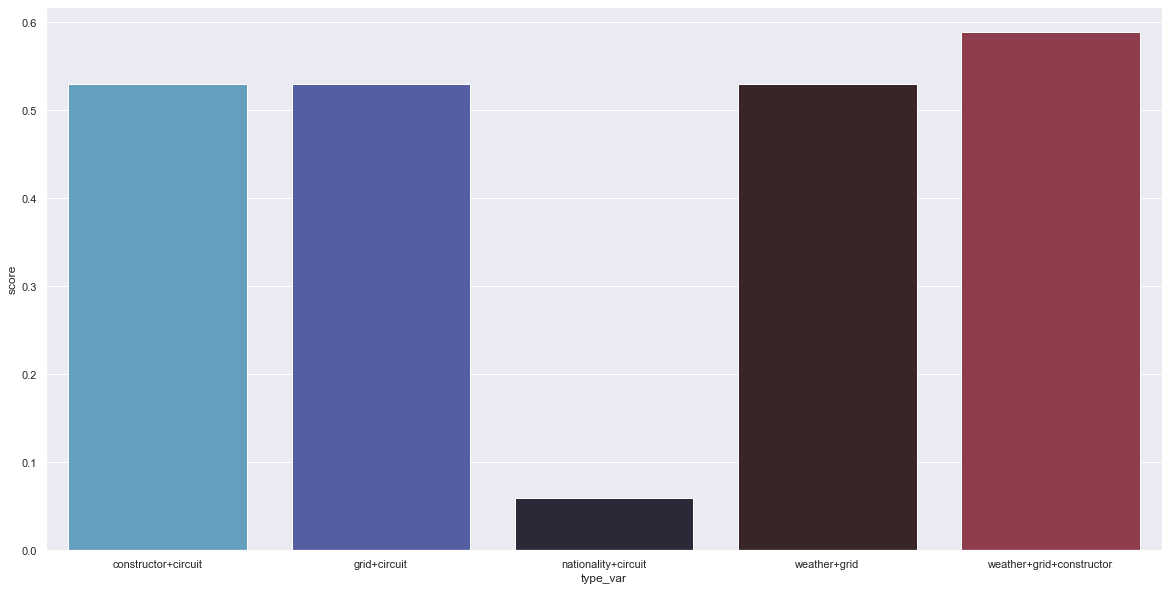 0.6
0.5
0.4
0.3
0.2
0.1
0.0
score
constructor+circuit
grid+circuit
nationality+circuit
weather+grid
weather+grid+constructor
type_var